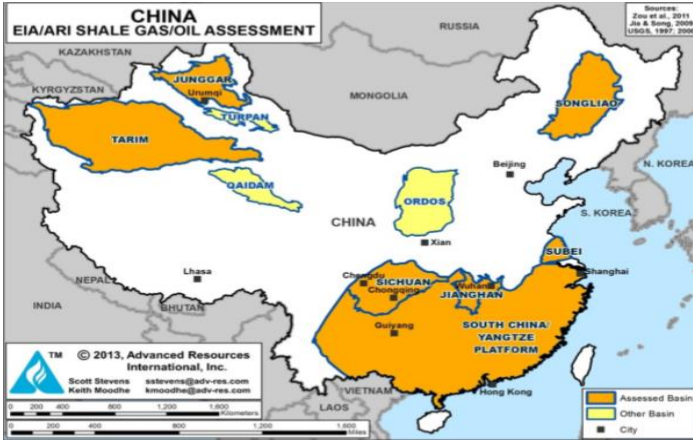 CHINA
EIA/ARI SHALE GAS/OIL ASSESSMENT
Sources:
Zou et al., 2011
Jia & Song, 2009
USGS, 1997; 2006
RUSSIA
KAZAKHSTAN
JUNGGAR
Urumqi
KYRGYZSTAN
MONGOLIA
SONGLIAO
TURPAN
TARIM
Beijing
N. KOREA
QAIDAM
ORDOS
S. KOREA
CHINA
Xian
SUBEI
Lhasa
Chengdu
SICHUAN
Wuhan
Shanghai
NEPAL
Chongqing
JIANGHAN
INDIA
BHUTAN
Guiyang
SOUTH CHINA/
YANGTZE
PLATFORM
TM
© 2013, Advanced Resources
International, Inc.
Scott Stevens sstevens@adv-res.com
Keith Moodhe kmoodhe@adv-res.com
VIETNAM
Hong Kong
LAOS
0 200 400 800 1,200 1,600
Kilometers
0 200 400 800 1,200 1,600
Miles
Assessed Basin
Other Basin
City